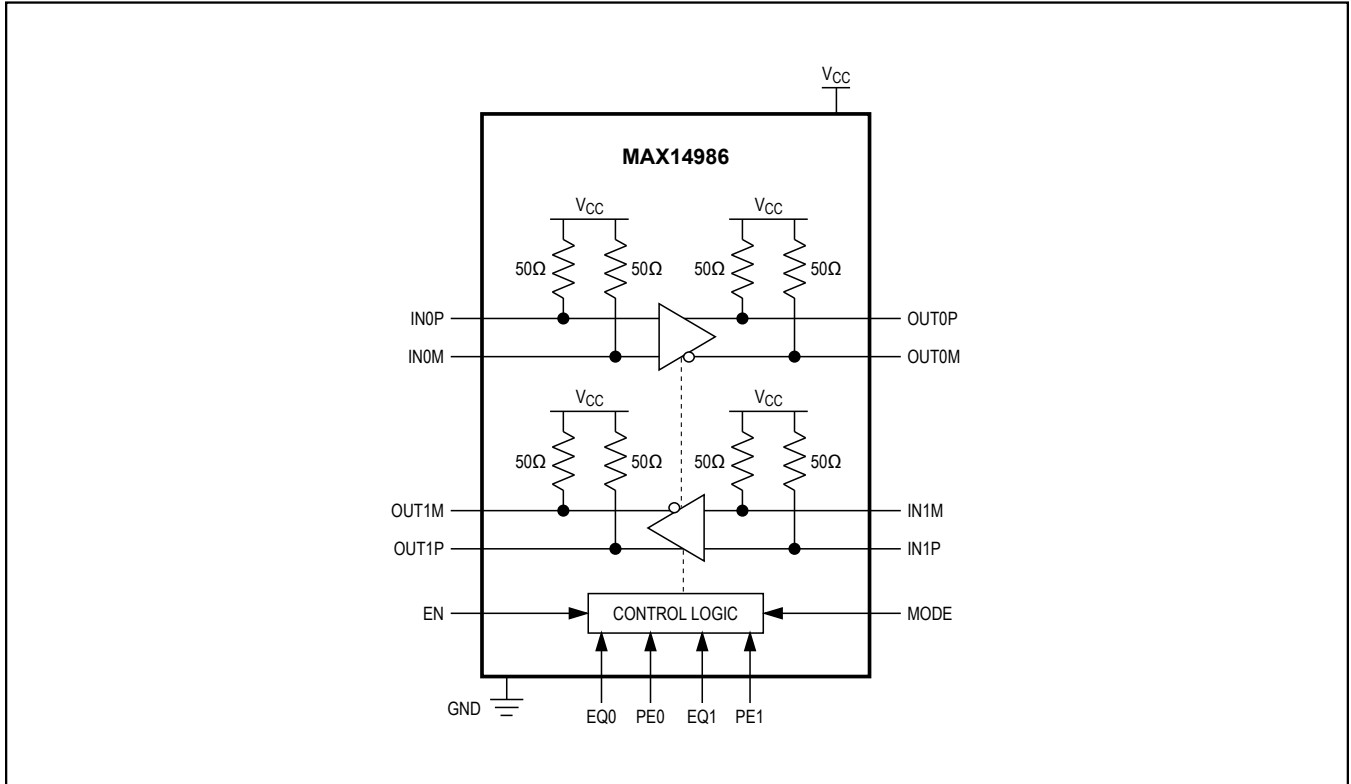 VCC
MAX14986
VCC VCC
50Ω 50Ω 50Ω 50Ω
IN0P OUT0P
IN0M OUT0M
VCC VCC
50Ω 50Ω 50Ω 50Ω
OUT1M IN1M
OUT1P IN1P
EN CONTROL LOGIC MODE
GND EQ0 PE0 EQ1 PE1